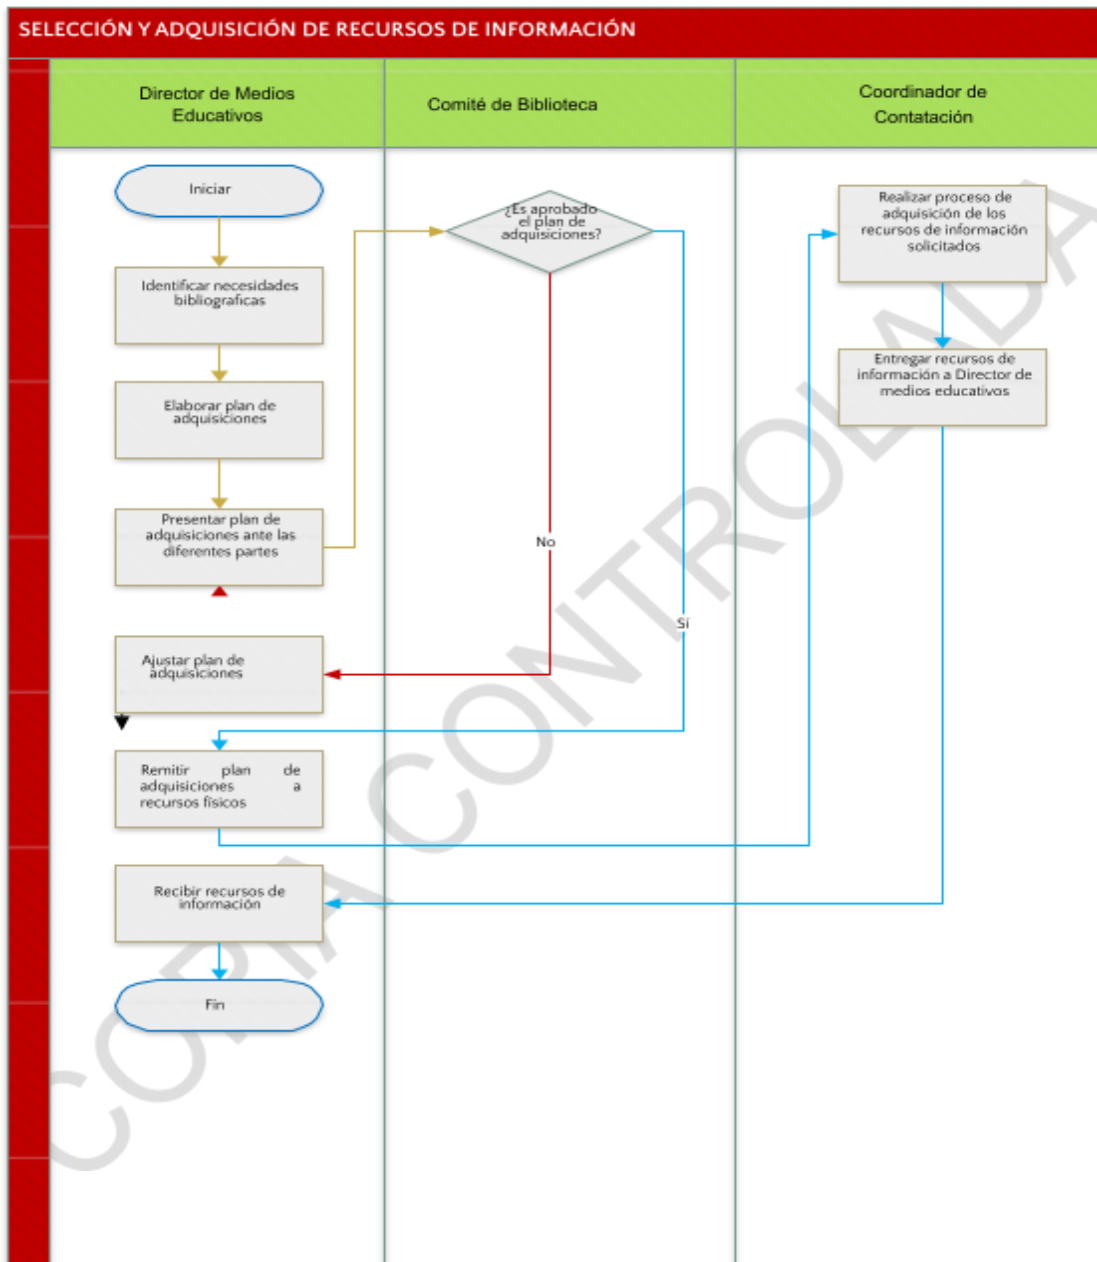 SELECCIÓN Y ADQUISICIÓN DE RECURSOS DE INFORMACIÓN
Director de Medios
Educativos
Comité de Biblioteca
Coordinador de
Contatación
Iniciar
Identificar necesidades
bibliograficas
Elaborar plan de
adquisiciones
Presentar plan de
adquisiciones ante las
diferentes partes
Ajustar plan de
adquisiciones
Remitir plan de
adquisiciones a
recursos físicos
Recibir recursos de
información
Fin
¿Es aprobado
el plan de
adquisiciones?
No
Sí
Realizar proceso de
adquisición de los
recursos de información
solicitados
Entregar recursos de
información a Director de
medios educativos
COPIA CONTROLADA